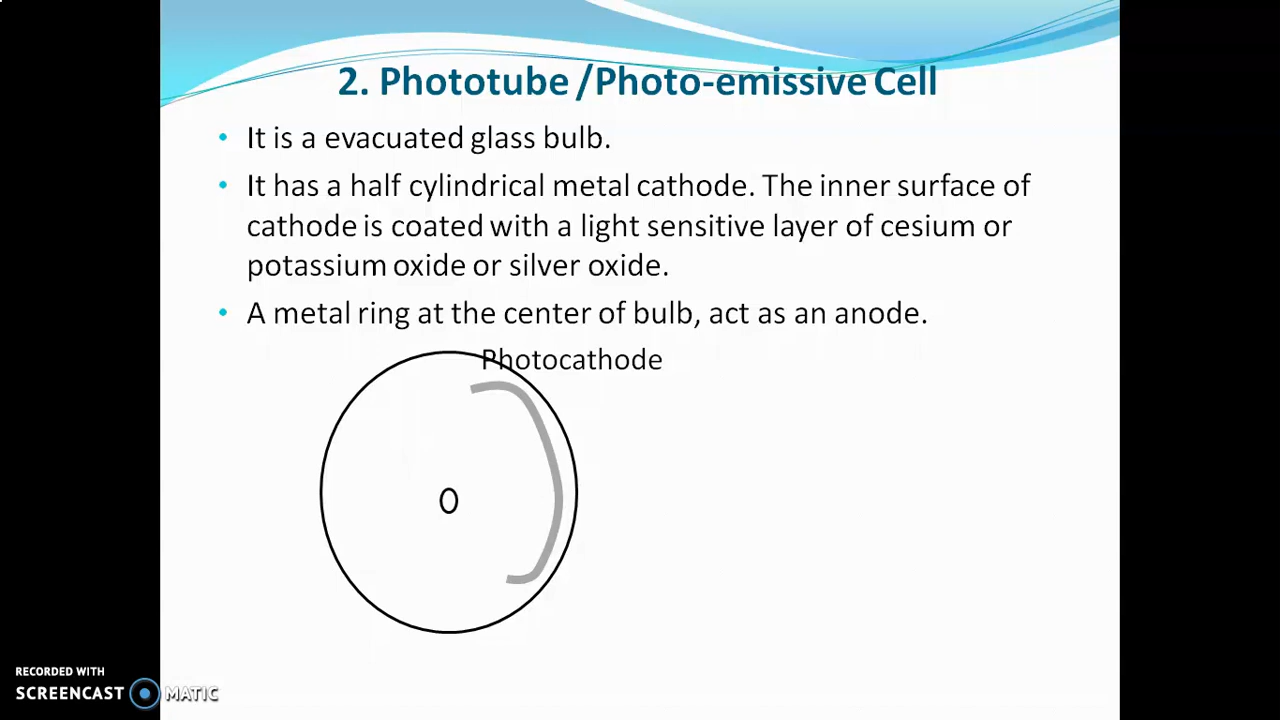 2. Phototube /Photo-emissive Cell
• It is a evacuated glass bulb.
• It has a half cylindrical metal cathode. The inner surface of
cathode is coated with a light sensitive layer of cesium or
potassium oxide or silver oxide.
• A metal ring at the center of bulb, act as an anode.
Photocathode
RECORDED WITH
SCREENCAST MATIC